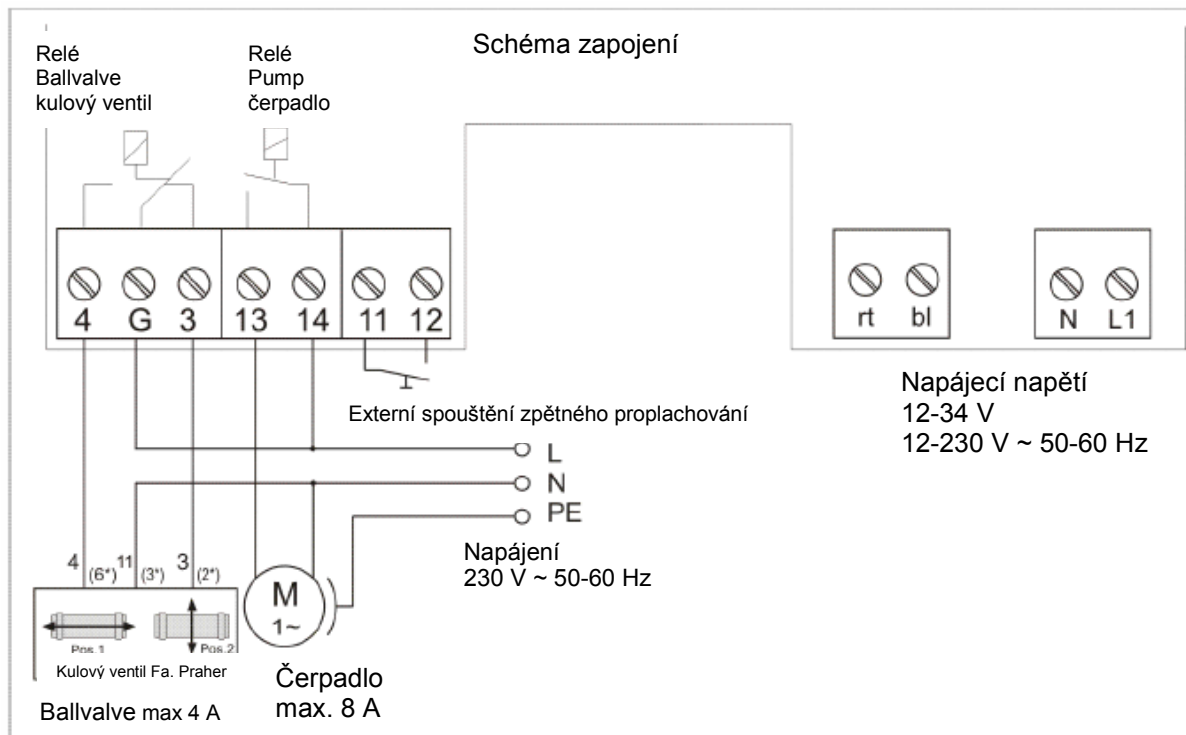 Schéma zapojení
Relé
Ballvalve
kulový ventil
Relé
Pump
čerpadlo
4 G 3 13 14 11 12
rt bl
N L1
Externí spouštění zpětného proplachování
Napájecí napětí
12-34 V
12-230 V ~ 50-60 Hz
L
N
PE
Napájení
230 V ~ 50-60 Hz
4 (6*) 11 (3*) 3 (2*)
Pos.1 Pos.2
Kulový ventil Fa. Praher
Ballvalve max 4 A
M
1~
Čerpadlo
max. 8 A